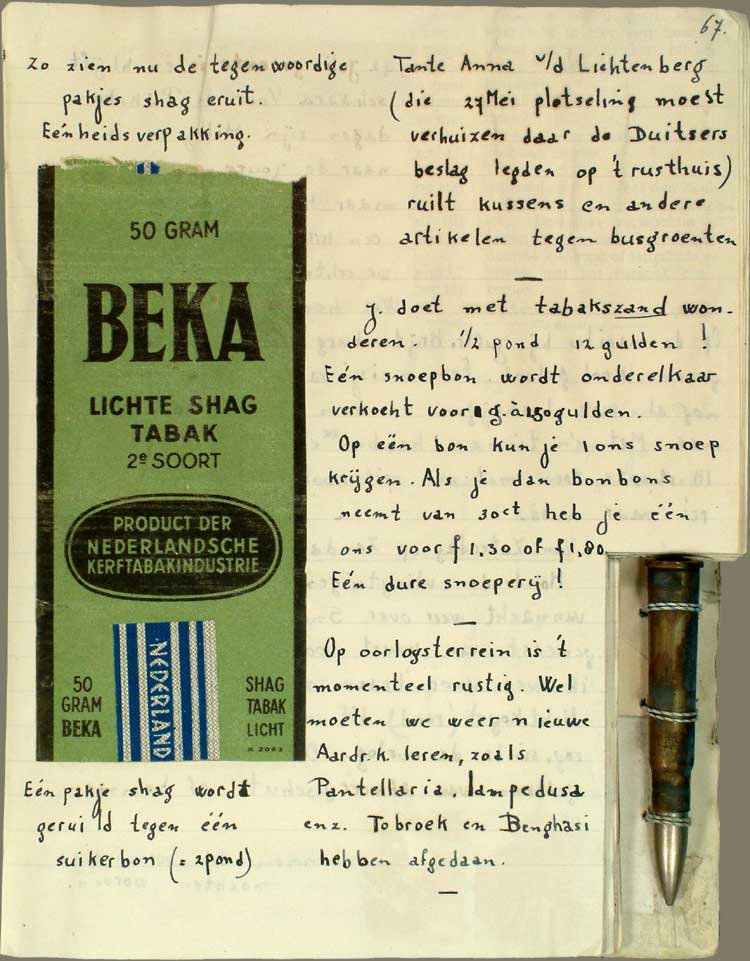 67.
Zo zien nu de tegenwoordige
pakjes shag eruit.
Eénheidsverpakking.
50 GRAM
BEKA
LICHTE SHAG
TABAK
2e SOORT
PRODUCT DER
NEDERLANDSCHE
KERFTABAKINDUSTRIE
50
GRAM
BEKA
NEDERLAND
SHAG
TABAK
LICHT
K 2063
Eén pakje shag wordt
geruild tegen één
suikerbon (= 2pond)
Tante Anna v/d Lichtenberg
(die 27 Mei plotseling moest
verhuizen daar de Duitsers
beslag legden op 't rusthuis)
ruilt kussens en andere
artikelen tegen busgroenten
—
J. doet met tabakszand won-
deren. 1/2 pond 12 gulden !
Eén snoepbon wordt onderelkaar
verkocht voor 1 g. à 1.50 gulden.
Op één bon kun je 1 ons snoep
krijgen. Als je dan bonbons
neemt van 30ct heb je één
ons voor f 1,30 of f 1,80
Eén dure snoeperij !
—
Op oorlogsterrein is 't
momenteel rustig. Wel
moeten we weer nieuwe
Aardr.k. leren, zoals
Pantellaria, lampedusa
enz. Tobroek en Benghasi
hebben afgedaan.
—